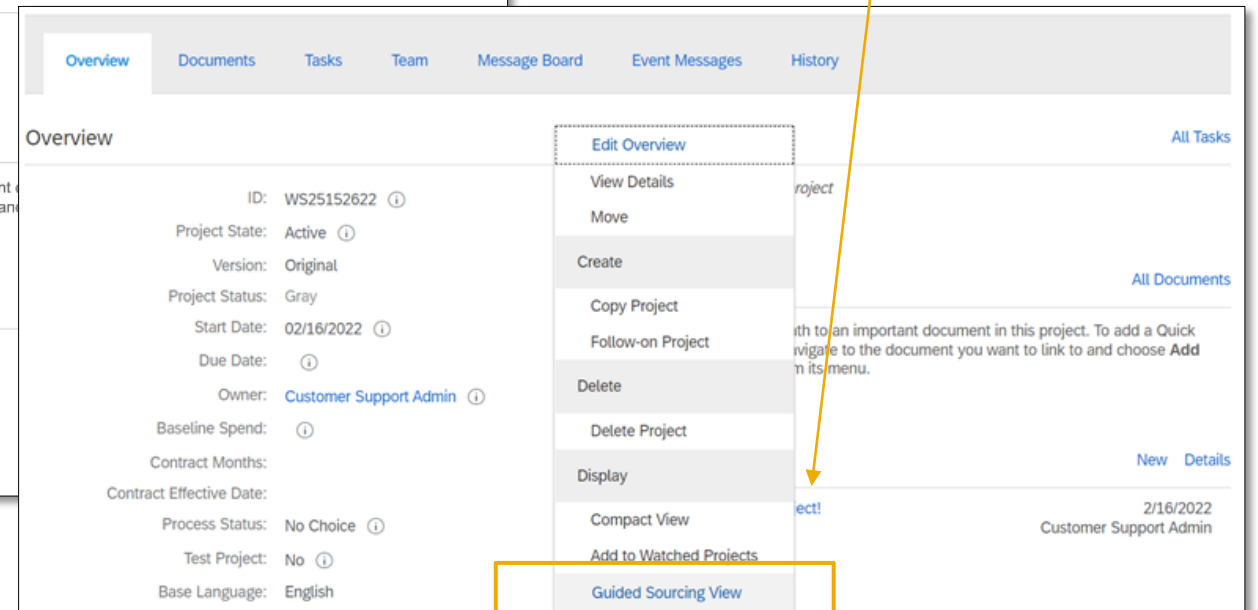 Overview Documents Tasks Team Message Board Event Messages History
Overview
All Tasks
Edit Overview
View Details
Move
Create
Copy Project
Follow-on Project
Delete
Delete Project
Display
Compact View
Add to Watched Projects
Guided Sourcing View
ID: WS25152622
Project State: Active
Version: Original
Project Status: Gray
Start Date: 02/16/2022
Due Date:
Owner: Customer Support Admin
Baseline Spend:
Contract Months:
Contract Effective Date:
Process Status: No Choice
Test Project: No
Base Language: English
roject
All Documents
to an important document in this project. To add a Quick
avigate to the document you want to link to and choose Add
m its menu.
New Details
ect! 2/16/2022
Customer Support Admin